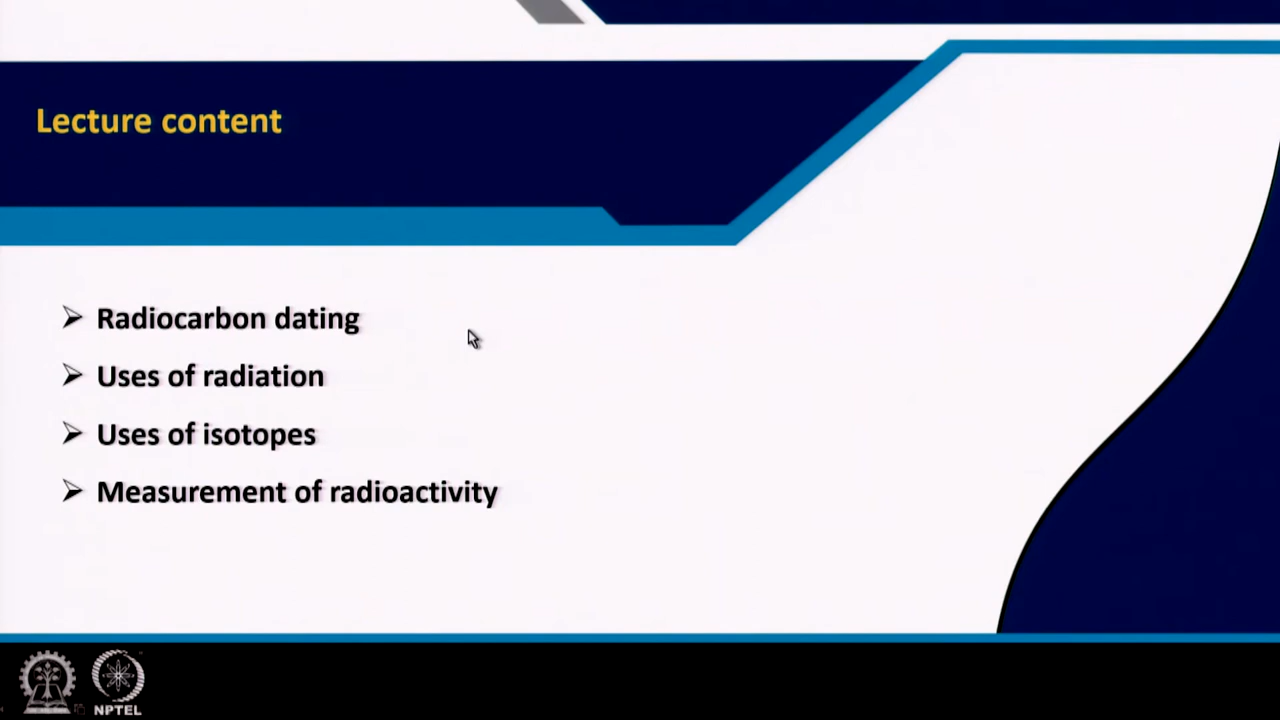 Lecture content
➢ Radiocarbon dating
➢ Uses of radiation
➢ Uses of isotopes
➢ Measurement of radioactivity
NPTEL